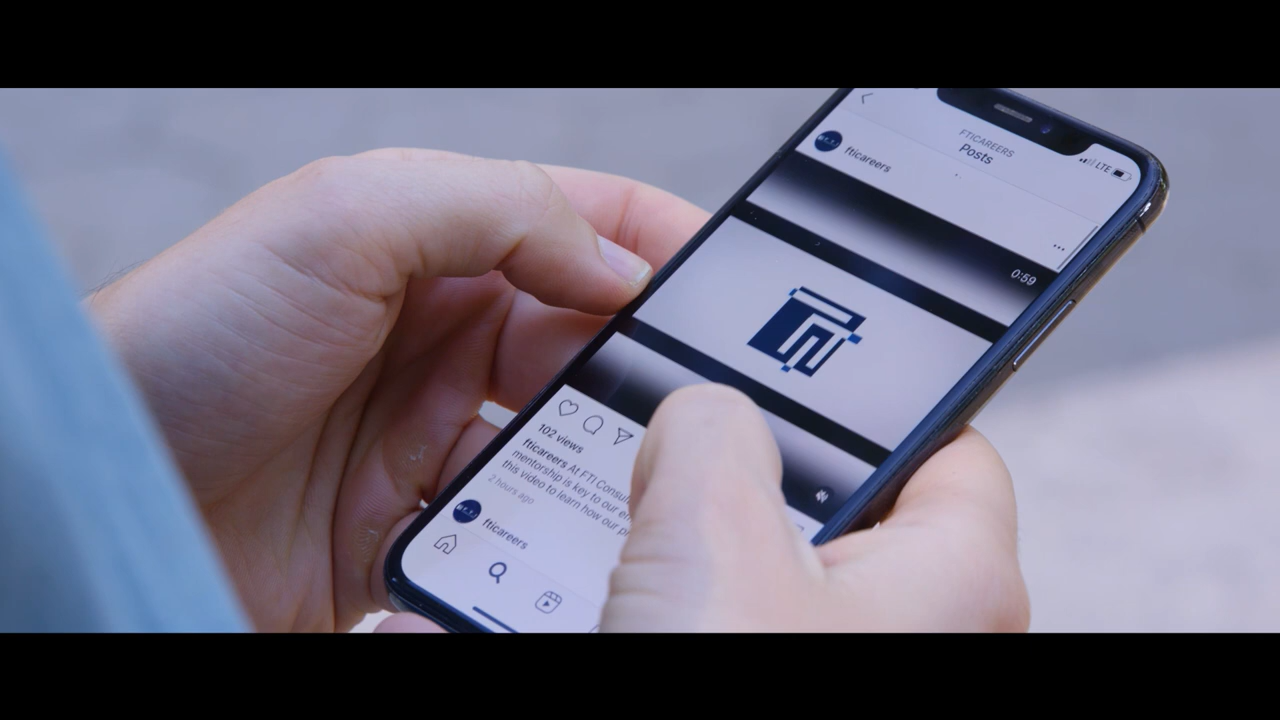 FTICAREERS
Posts
LTE
fticareers
0:59
102 views
fticareers At FTI Consul
mentorship is key to our em
this video to learn how our
2 hours ago
fticareers